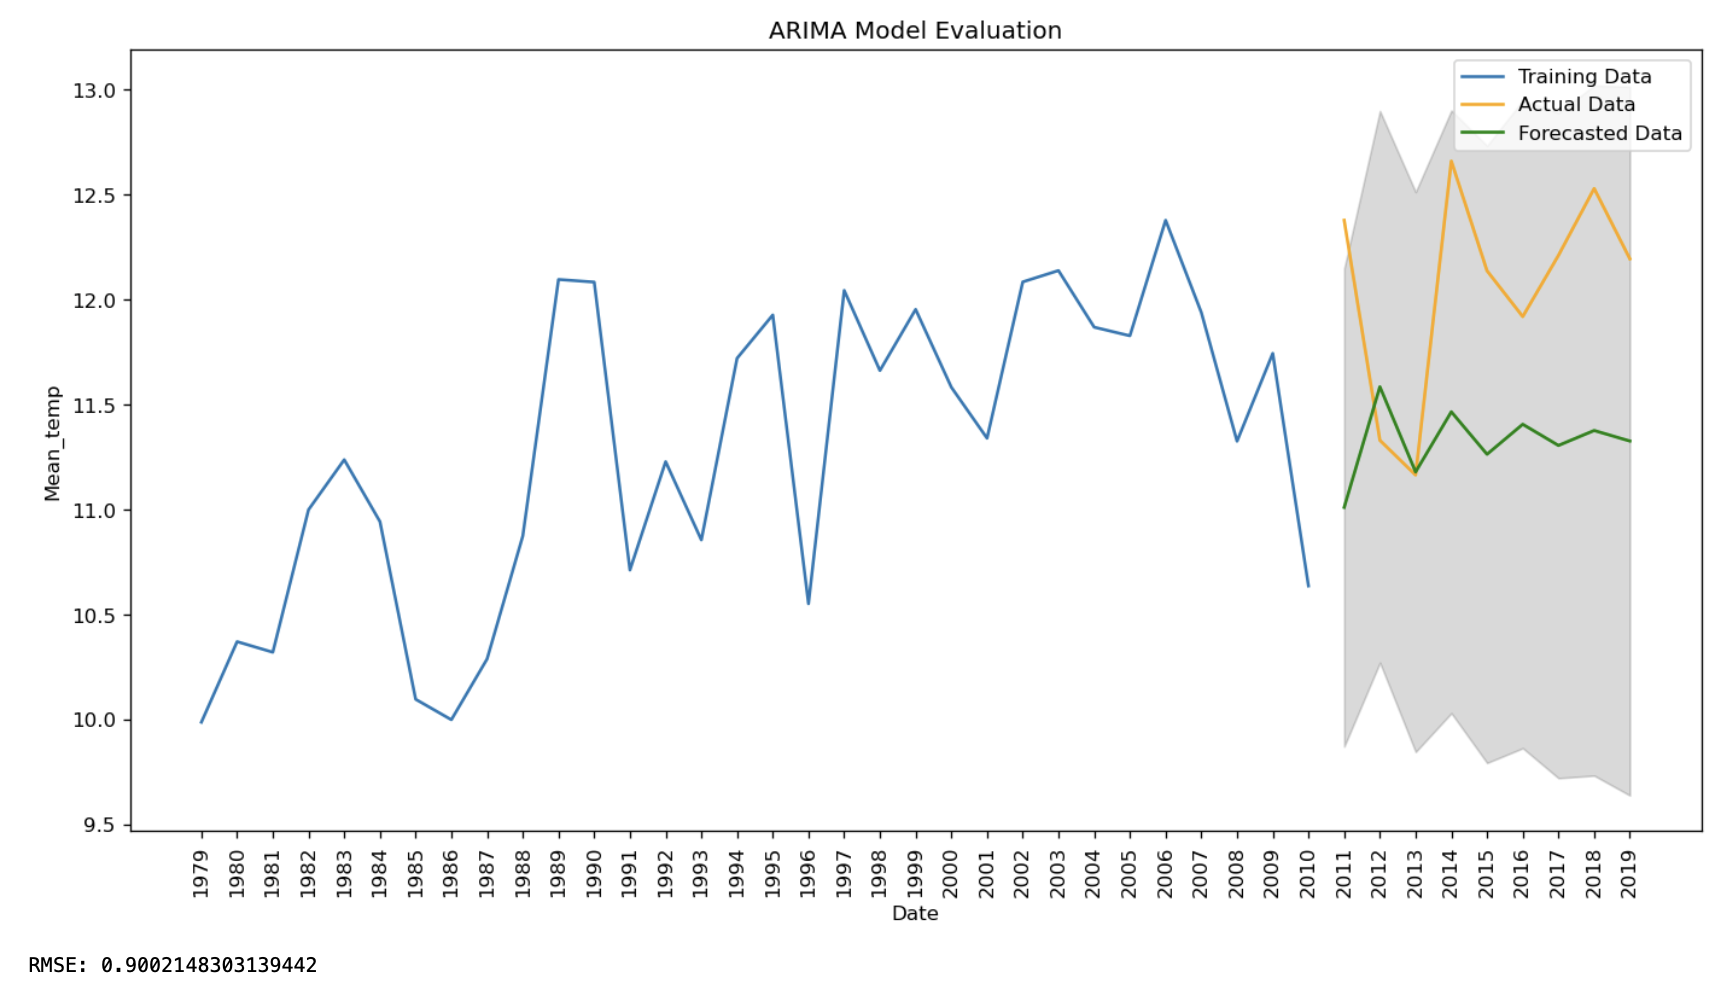 ARIMA Model Evaluation
Training Data
Actual Data
Forecasted Data
13.0
12.5
12.0
11.5
11.0
10.5
10.0
9.5
Mean_temp
1979 1980 1981 1982 1983 1984 1985 1986 1987 1988 1989 1990 1991 1992 1993 1994 1995 1996 1997 1998 1999 2000 2001 2002 2003 2004 2005 2006 2007 2008 2009 2010 2011 2012 2013 2014 2015 2016 2017 2018 2019
Date
RMSE: 0.9002148303139442